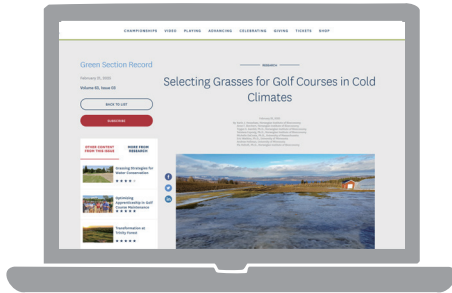 CHAMPIONSHIPS VIDEO PLAYING ADVANCING CELEBRATING GIVING TICKETS SHOP
Green Section Record
Volume 62, Issue 03
BACK TO LIST
SUBSCRIBE
OTHER CONTENT
FROM THIS ISSUE
MORE FROM
RESEARCH
Grassing Strategies for
Water Conservation
Optimizing
Apprenticeship in Golf
Course Maintenance
Transformation at
Trinity Forest
RESEARCH
Selecting Grasses for Golf Courses in Cold
Climates